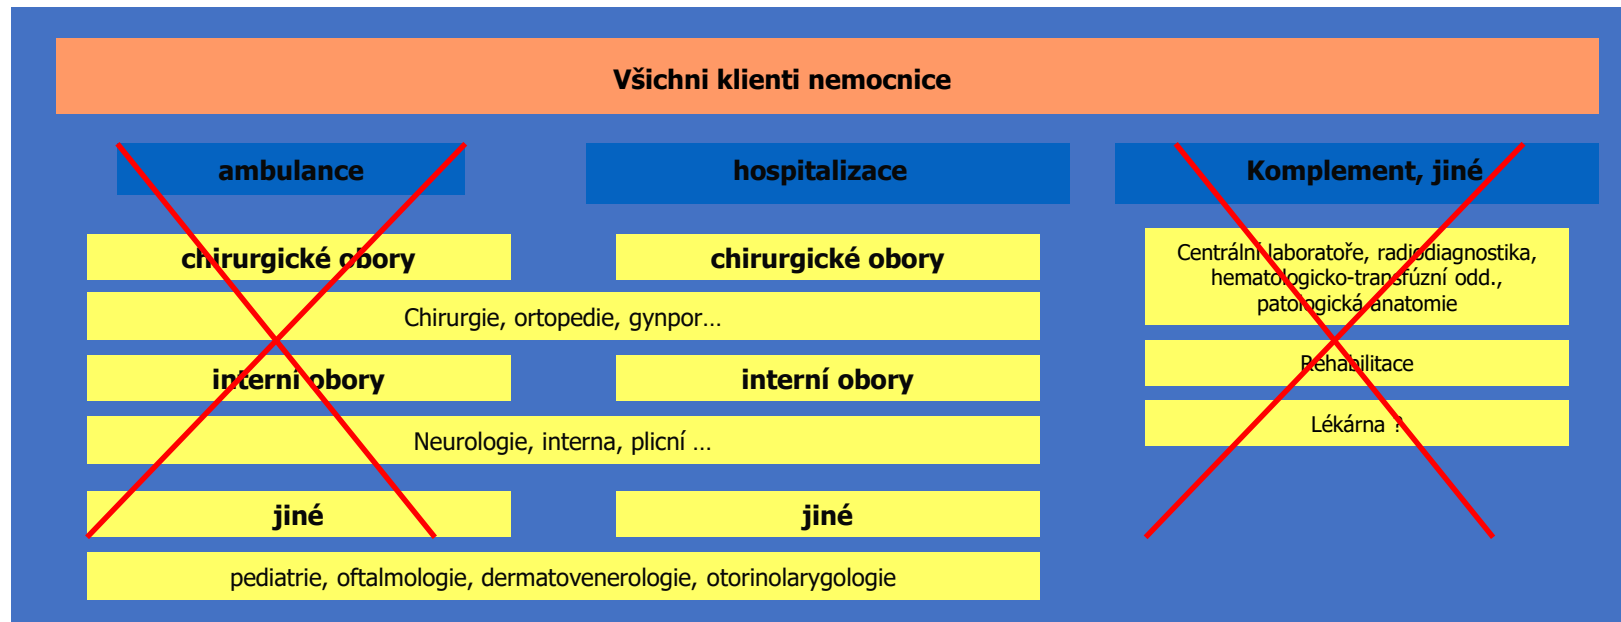 Všichni klienti nemocnice
ambulance
hospitalizace
Komplement, jiné
chirurgické obory
chirurgické obory
Centrální laboratoře, radiodiagnostika,
hematologicko-transfúzní odd.,
patologická anatomie
Chirurgie, ortopedie, gynpor…
interní obory
interní obory
Rehabilitace
Neurologie, interna, plicní …
Lékárna ?
jiné
jiné
pediatrie, oftalmologie, dermatovenerologie, otorinolarygologie